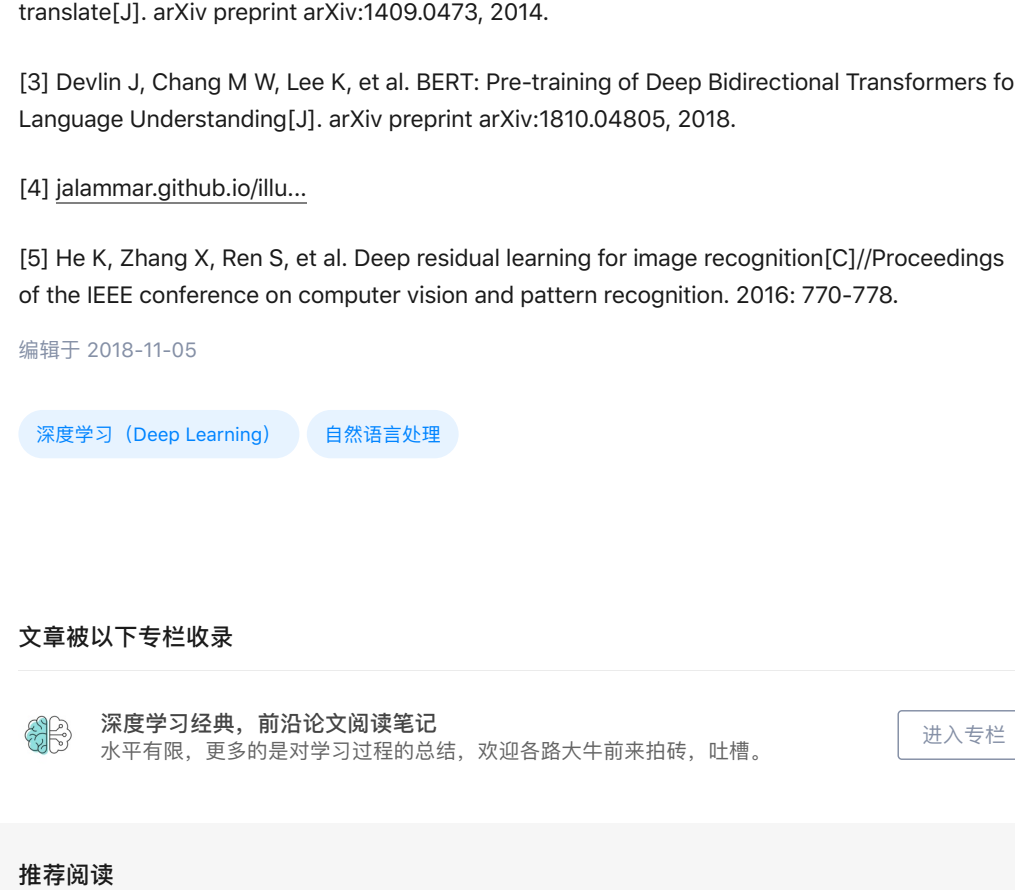 translate[J]. arXiv preprint arXiv:1409.0473, 2014.
[3] Devlin J, Chang M W, Lee K, et al. BERT: Pre-training of Deep Bidirectional Transformers fo
Language Understanding[J]. arXiv preprint arXiv:1810.04805, 2018.
[4] jalammar.github.io/illu...
[5] He K, Zhang X, Ren S, et al. Deep residual learning for image recognition[C]//Proceedings
of the IEEE conference on computer vision and pattern recognition. 2016: 770-778.
编辑于 2018-11-05
深度学习（Deep Learning） 自然语言处理
文章被以下专栏收录
深度学习经典，前沿论文阅读笔记
水平有限，更多的是对学习过程的总结，欢迎各路大牛前来拍砖，吐槽。
进入专栏
推荐阅读